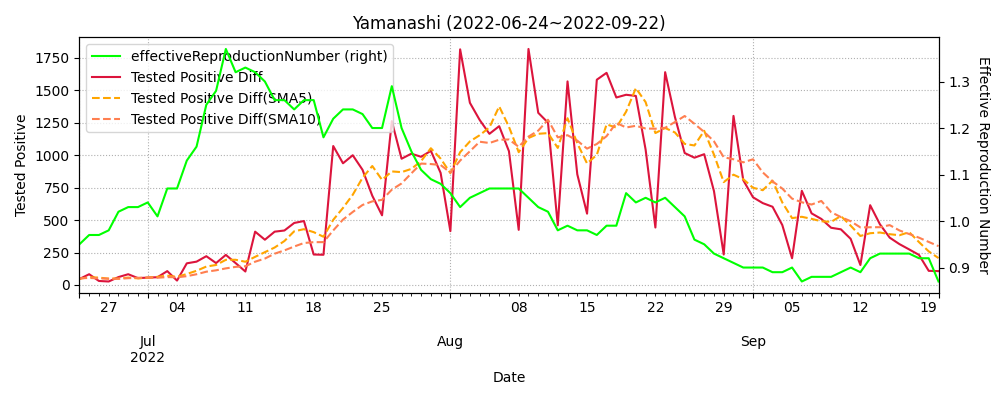 Yamanashi (2022-06-24~2022-09-22)
effectiveReproductionNumber (right)
Tested Positive Diff
Tested Positive Diff(SMA5)
Tested Positive Diff(SMA10)
Tested Positive
1750
1500
1250
1000
750
500
250
0
1.3
1.2
1.1
1.0
0.9
Effective Reproduction Number
27 04 11 18 25 08 15 22 29 05 12 19
Jul Aug Sep
2022
Date